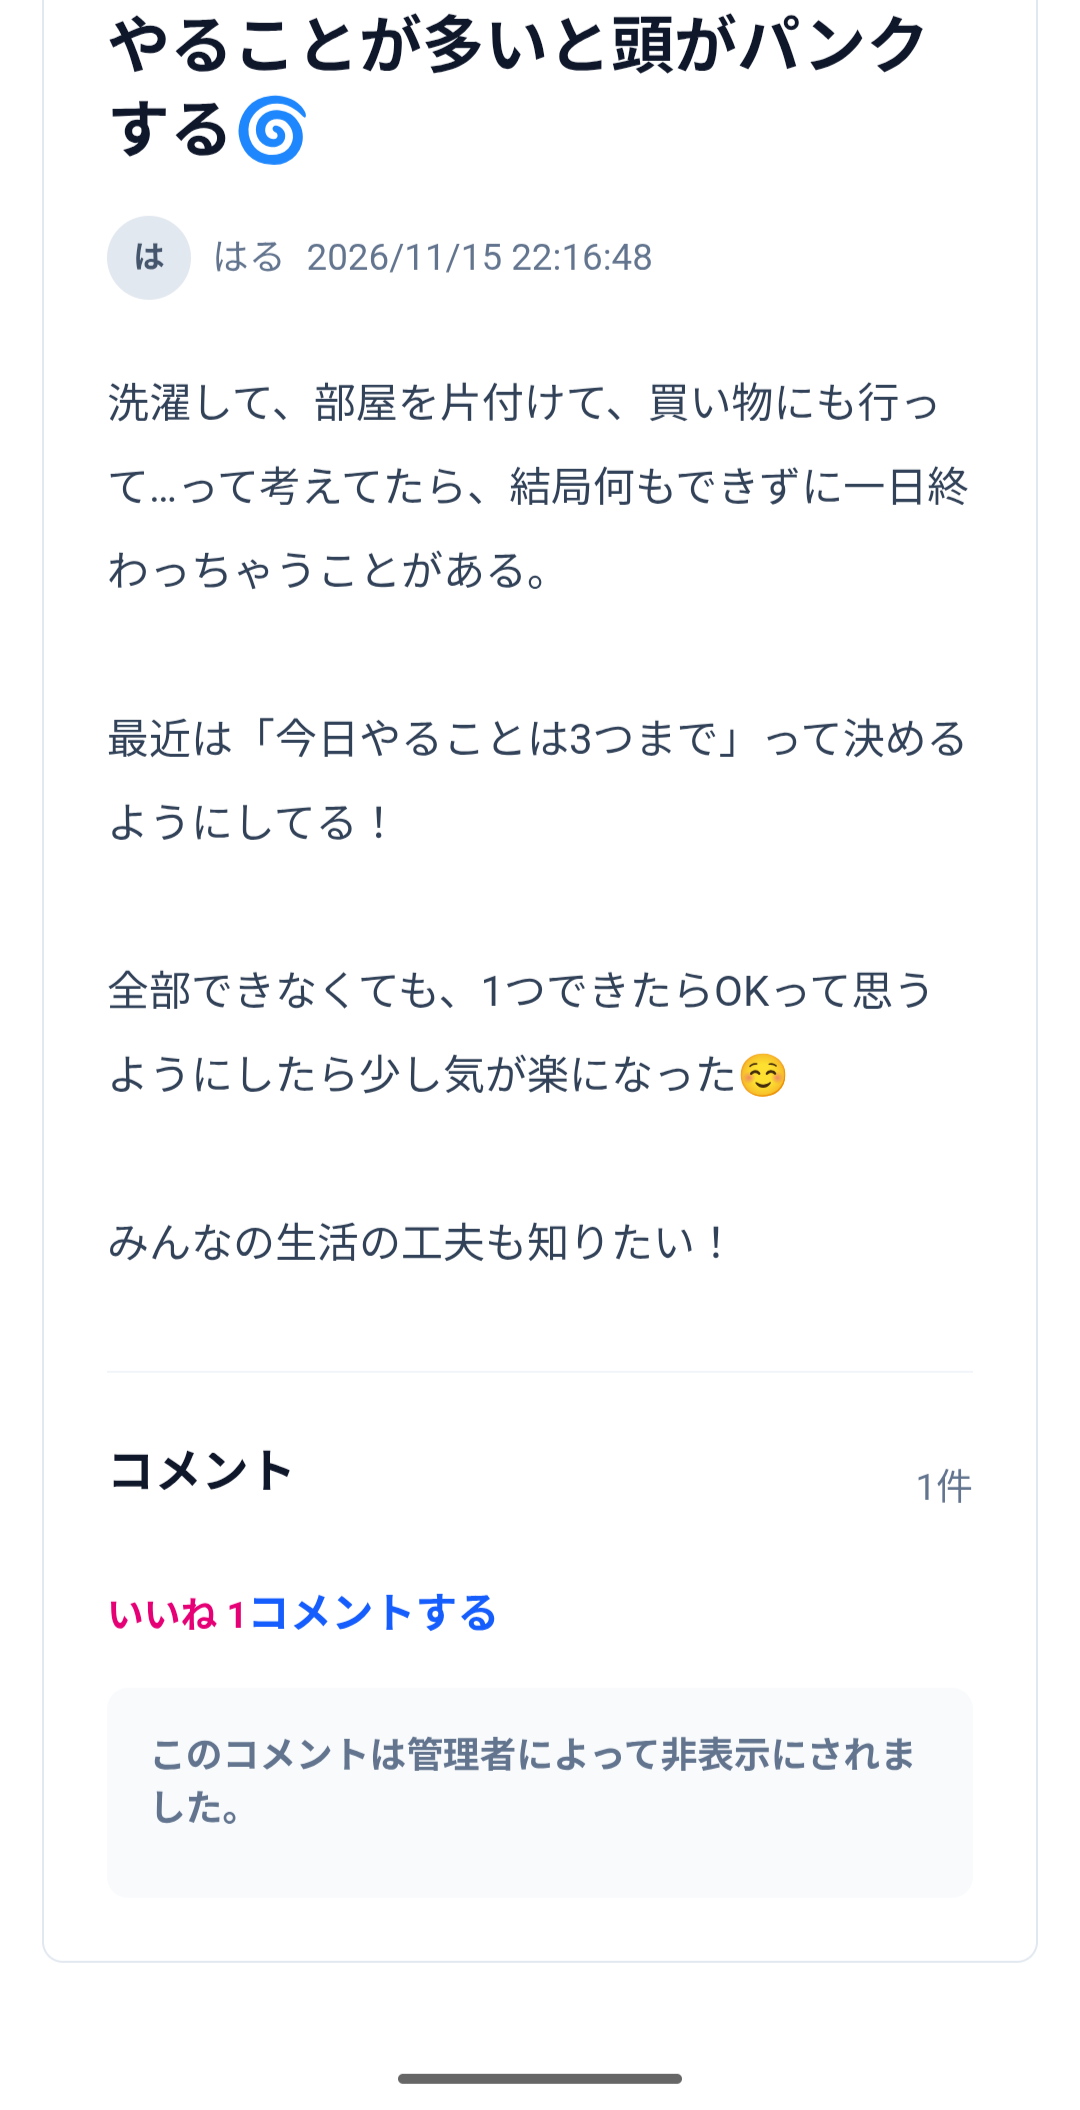 やることが多いと頭がパンク
する🌀
は はる 2026/11/15 22:16:48
洗濯して、部屋を片付けて、買い物にも行っ
て…って考えてたら、結局何もできずに一日終
わっちゃうことがある。
最近は「今日やることは3つまで」って決める
ようにしてる！
全部できなくても、1つできたらOKって思う
ようにしたら少し気が楽になった☺️
みんなの生活の工夫も知りたい！
コメント
1件
いいね 1コメントする
このコメントは管理者によって非表示にされま
した。